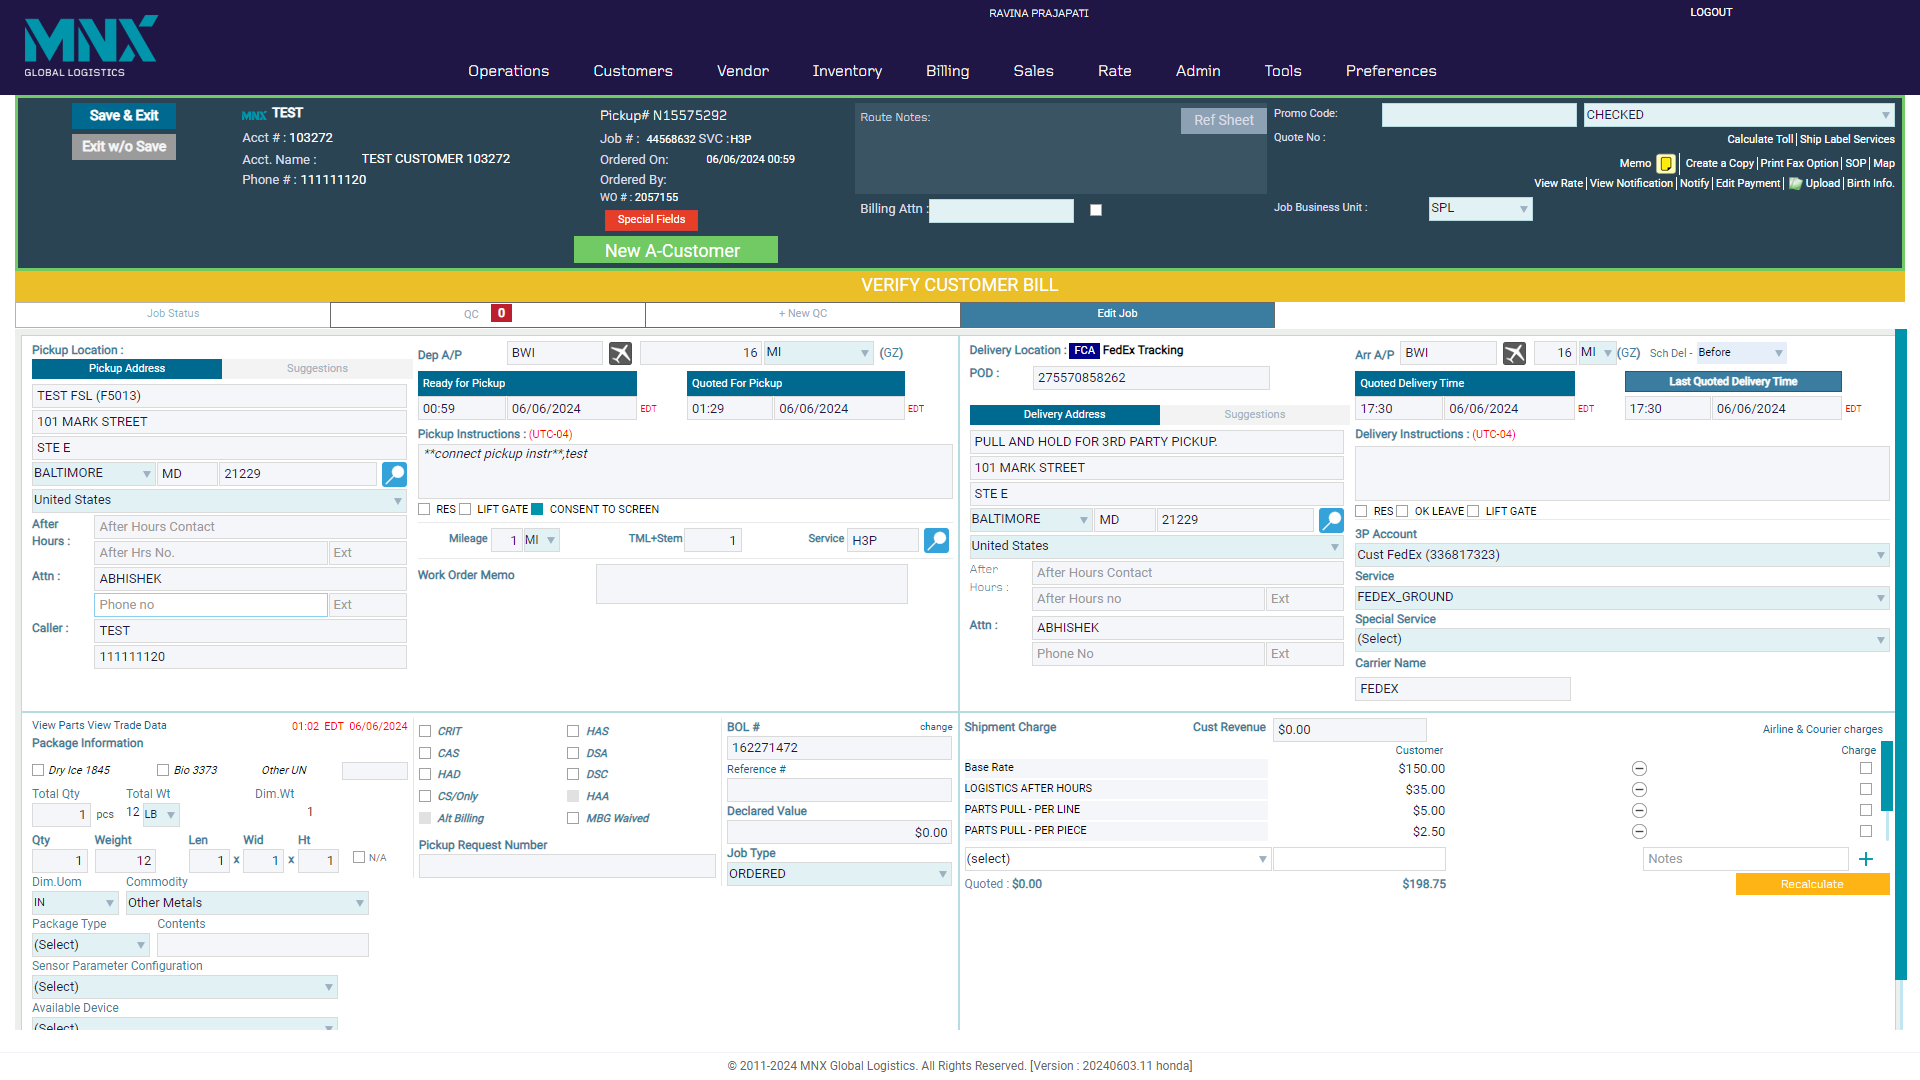 RAVINA PRAJAPATI
LOGOUT
MNX
GLOBAL LOGISTICS
Operations Customers Vendor Inventory Billing Sales Rate Admin Tools Preferences
Save & Exit
Exit w/o Save
MNX TEST
Acct # : 103272
Acct. Name : TEST CUSTOMER 103272
Phone # : 111111120
Pickup# N15575292
Job # : 44568632 SVC :H3P
Ordered On: 06/06/2024 00:59
Ordered By:
WO # : 2057155
Special Fields
New A-Customer
Route Notes:
Ref Sheet
Billing Attn :
Promo Code:
CHECKED
Quote No :
Calculate Toll | Ship Label Services
Memo | Create a Copy | Print Fax Option | SOP | Map
View Rate | View Notification | Notify | Edit Payment | Upload | Birth Info.
Job Business Unit : SPL
VERIFY CUSTOMER BILL
Job Status
QC 0
+ New QC
Edit Job
Pickup Location :
Pickup Address Suggestions
TEST FSL (F5013)
101 MARK STREET
STE E
BALTIMORE MD 21229
United States
After Hours : After Hours Contact
After Hrs No. Ext
Attn : ABHISHEK
Phone no Ext
Caller : TEST
111111120
Dep A/P BWI 16 MI (GZ)
Ready for Pickup
00:59 06/06/2024 EDT
Quoted For Pickup
01:29 06/06/2024 EDT
Pickup Instructions : (UTC-04)
**connect pickup instr**,test
RES LIFT GATE CONSENT TO SCREEN
Mileage 1 MI TML+Stem 1 Service H3P
Work Order Memo
Delivery Location : FCA FedEx Tracking
POD : 275570858262
Delivery Address Suggestions
PULL AND HOLD FOR 3RD PARTY PICKUP.
101 MARK STREET
STE E
BALTIMORE MD 21229
United States
After Hours : After Hours Contact
After Hours no Ext
Attn : ABHISHEK
Phone No Ext
Arr A/P BWI 16 MI (GZ) Sch Del - Before
Quoted Delivery Time
17:30 06/06/2024 EDT
Last Quoted Delivery Time
17:30 06/06/2024 EDT
Delivery Instructions : (UTC-04)
RES OK LEAVE LIFT GATE
3P Account
Cust FedEx (336817323)
Service
FEDEX_GROUND
Special Service
(Select)
Carrier Name
FEDEX
View Parts View Trade Data 01:02 EDT 06/06/2024
Package Information
Dry Ice 1845 Bio 3373 Other UN
Total Qty Total Wt Dim.Wt
1 pcs 12 LB 1
Qty Weight Len Wid Ht
1 12 1 x 1 x 1 N/A
Dim.Uom Commodity
IN Other Metals
Package Type Contents
(Select)
Sensor Parameter Configuration
(Select)
Available Device
(Select)
CRIT HAS
CAS DSA
HAD DSC
CS/Only HAA
Alt Billing MBG Waived
Pickup Request Number
BOL # change
162271472
Reference #
Declared Value
$0.00
Job Type
ORDERED
Shipment Charge Cust Revenue $0.00 Airline & Courier charges
Customer Charge
Base Rate $150.00
LOGISTICS AFTER HOURS $35.00
PARTS PULL - PER LINE $5.00
PARTS PULL - PER PIECE $2.50
(select) Notes +
Quoted : $0.00 $198.75
Recalculate
© 2011-2024 MNX Global Logistics. All Rights Reserved. [Version : 20240603.11 honda]